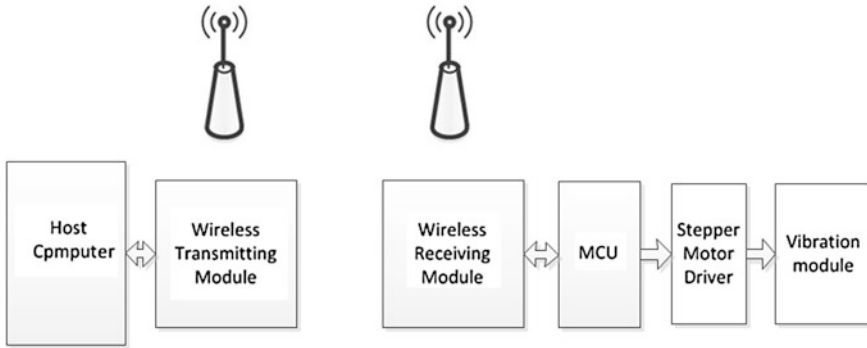 Host
Cpmputer
Wireless
Transmitting
Module
Wireless
Receiving
Module
MCU
Stepper
Motor
Driver
Vibration
module